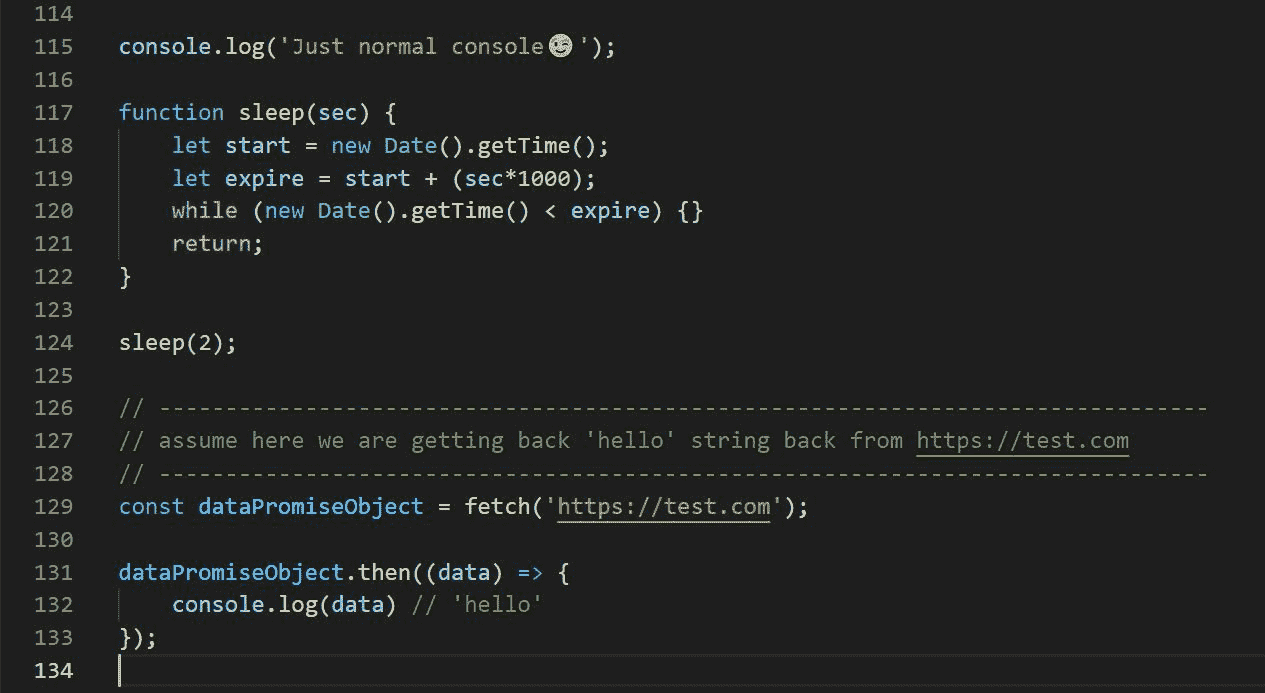 114
115 console.log('Just normal console😉');
116
117 function sleep(sec) {
118     let start = new Date().getTime();
119     let expire = start + (sec*1000);
120     while (new Date().getTime() < expire) {}
121     return;
122 }
123
124 sleep(2);
125
126 // -------------------------------------------------------------------------------
127 // assume here we are getting back 'hello' string back from https://test.com
128 // -------------------------------------------------------------------------------
129 const dataPromiseObject = fetch('https://test.com');
130
131 dataPromiseObject.then((data) => {
132     console.log(data) // 'hello'
133 });
134